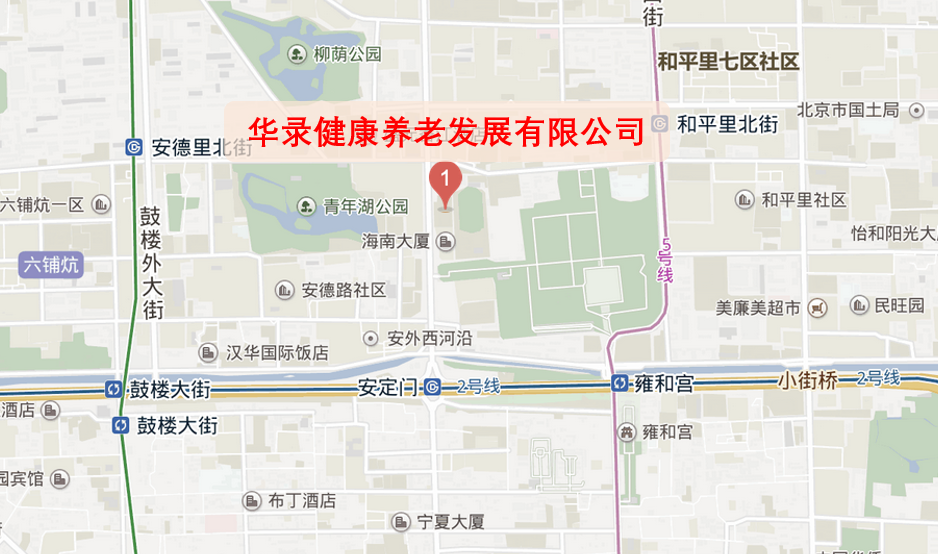 街
柳荫公园
和平里七区社区
北京市国土局
华录健康养老发展有限公司
和平里北街
安德里北街
1
六铺炕一区
青年湖公园
和平里社区
鼓楼外大街
海南大厦
怡和阳光大
5号线
六铺炕
安德路社区
美廉美超市
民旺园
安外西河沿
汉华国际饭店
鼓楼大街
安定门
2号线
雍和宫
小街桥
2号线
酒店
鼓楼大街
雍和宫
宾馆
布丁酒店
宁夏大厦